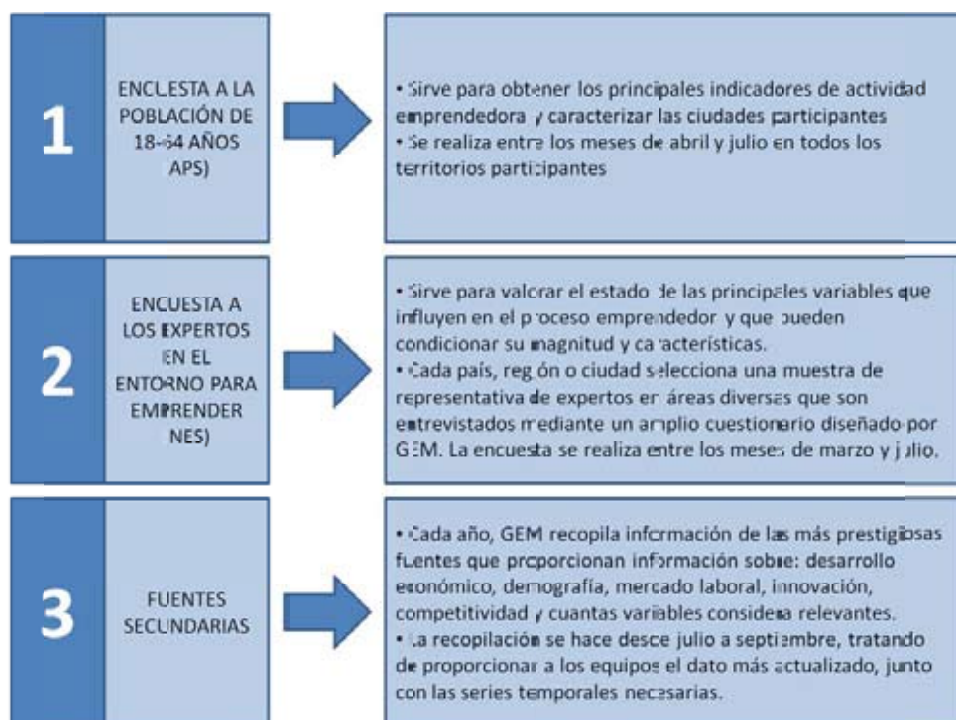 1
ENCUESTA A LA
POBLACIÓN DE
18-64 AÑOS
APS)
• Sirve para obtener los principales indicadores de actividad
emprendedora y caracterizar las ciudades participantes
• Se realiza entre los meses de abril y julio en todos los
territorios participantes
2
ENCUESTA A
LOS EXPERTOS
EN EL
ENTORNO PARA
EMPRENDER
NES)
• Sirve para valorar el estado de las principales variables que
influyen en el proceso emprendedor y que pueden
condicionar su magnitud y características.
• Cada país, región o ciudad selecciona una muestra de
representativa de expertos en áreas diversas que son
entrevistados mediante un amplio cuestionario diseñado por
GEM. La encuesta se realiza entre los meses de marzo y julio.
3
FUENTES
SECUNDARIAS
• Cada año, GEM recopila información de las más prestigiosas
fuentes que proporcionan información sobre: desarrollo
económico, demografía, mercado laboral, innovación,
competitividad y cuantas variables considera relevantes.
• La recopilación se hace desde julio a septiembre, tratando
de proporcionar a los equipos el dato más actualizado, junto
con las series temporales necesarias.